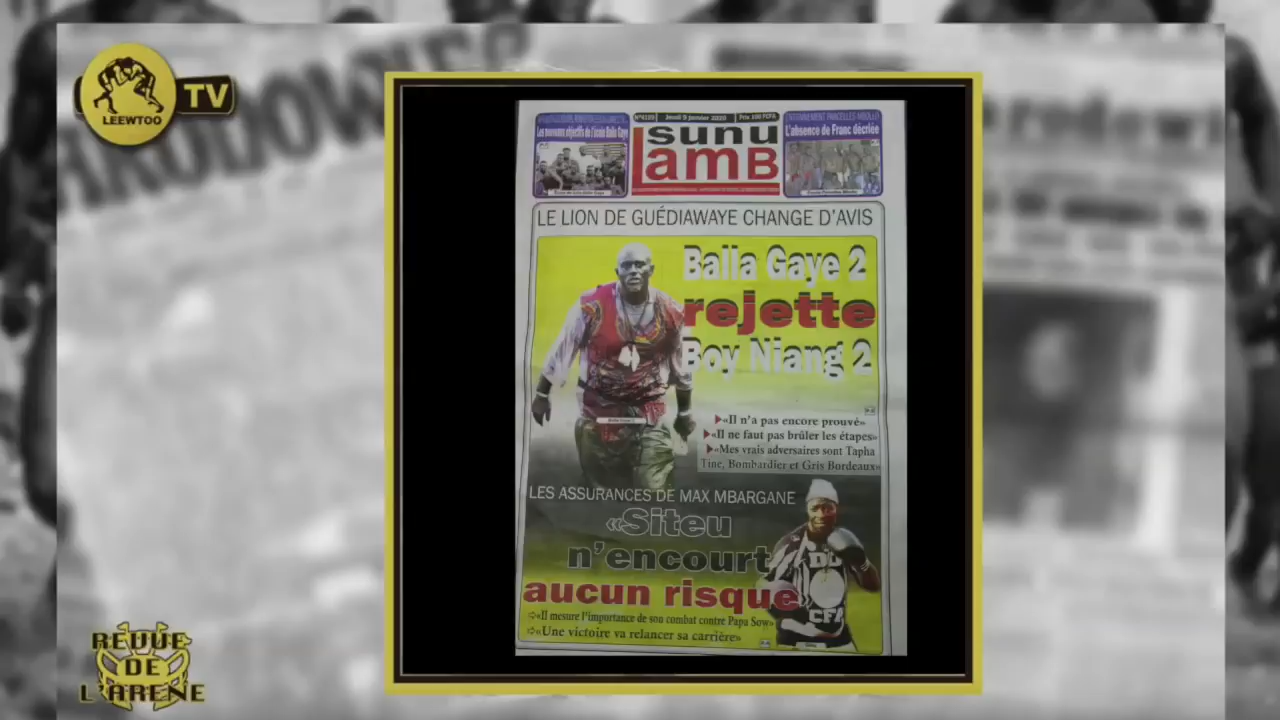 LEEWTOO
TV
Les nouveaux objectifs de l'école Balla Gaye
N°4120
Jeudi 9 Janvier 2020
Prix 100 FCFA
sunu
Lamb
L'absence de Franc décriée
LE LION DE GUÉDIAWAYE CHANGE D'AVIS
Balla Gaye 2
rejette
Boy Niang 2
«Il n'a pas encore prouvé»
«Il ne faut pas brûler les étapes»
«Mes vrais adversaires sont Tapha
Tine, Bombardier et Gris Bordeaux»
LES ASSURANCES DE MAX MBARGANE
«Siteu
n'encourt
aucun risque
«Il mesure l'importance de son combat contre Papa Sow»
«Une victoire va relancer sa carrière»
REVUE
DE
L'ARENE